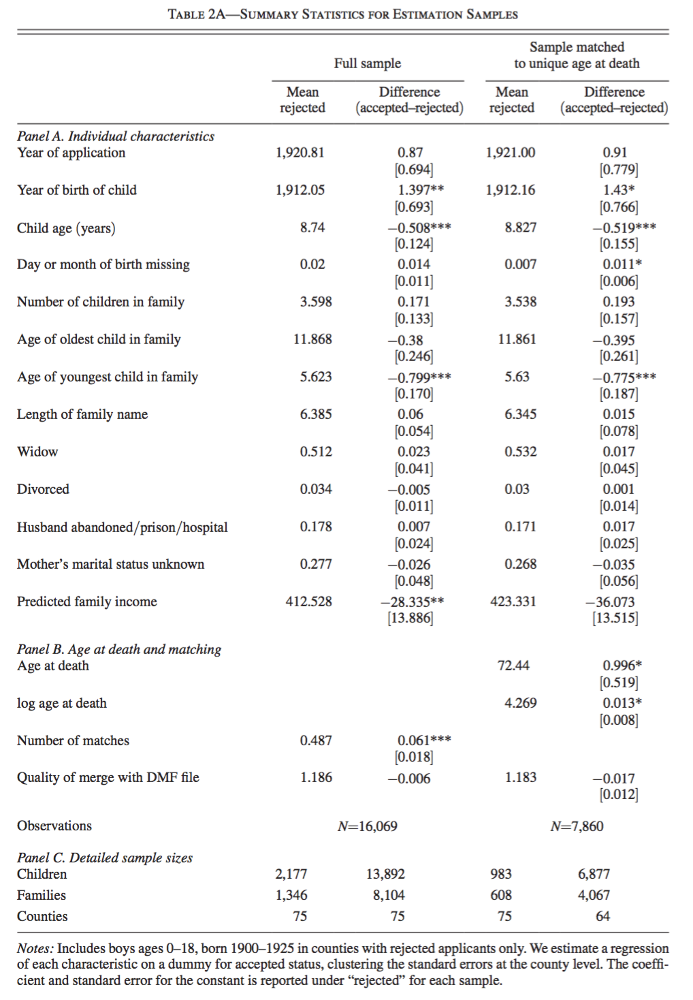 TABLE 2A—SUMMARY STATISTICS FOR ESTIMATION SAMPLES
Full sample Sample matched to unique age at death
Mean rejected Difference (accepted–rejected) Mean rejected Difference (accepted–rejected)
Panel A. Individual characteristics
Year of application 1,920.81 0.87 1,921.00 0.91
[0.694] [0.779]
Year of birth of child 1,912.05 1.397** 1,912.16 1.43*
[0.693] [0.766]
Child age (years) 8.74 −0.508*** 8.827 −0.519***
[0.124] [0.155]
Day or month of birth missing 0.02 0.014 0.007 0.011*
[0.011] [0.006]
Number of children in family 3.598 0.171 3.538 0.193
[0.133] [0.157]
Age of oldest child in family 11.868 −0.38 11.861 −0.395
[0.246] [0.261]
Age of youngest child in family 5.623 −0.799*** 5.63 −0.775***
[0.170] [0.187]
Length of family name 6.385 0.06 6.345 0.015
[0.054] [0.078]
Widow 0.512 0.023 0.532 0.017
[0.041] [0.045]
Divorced 0.034 −0.005 0.03 0.001
[0.011] [0.014]
Husband abandoned/prison/hospital 0.178 0.007 0.171 0.017
[0.024] [0.025]
Mother's marital status unknown 0.277 −0.026 0.268 −0.035
[0.048] [0.056]
Predicted family income 412.528 −28.335** 423.331 −36.073
[13.886] [13.515]
Panel B. Age at death and matching
Age at death 72.44 0.996*
[0.519]
log age at death 4.269 0.013*
[0.008]
Number of matches 0.487 0.061***
[0.018]
Quality of merge with DMF file 1.186 −0.006 1.183 −0.017
[0.012]
Observations N=16,069 N=7,860
Panel C. Detailed sample sizes
Children 2,177 13,892 983 6,877
Families 1,346 8,104 608 4,067
Counties 75 75 75 64
Notes: Includes boys ages 0–18, born 1900–1925 in counties with rejected applicants only. We estimate a regression
of each characteristic on a dummy for accepted status, clustering the standard errors at the county level. The coeffi-
cient and standard error for the constant is reported under “rejected” for each sample.